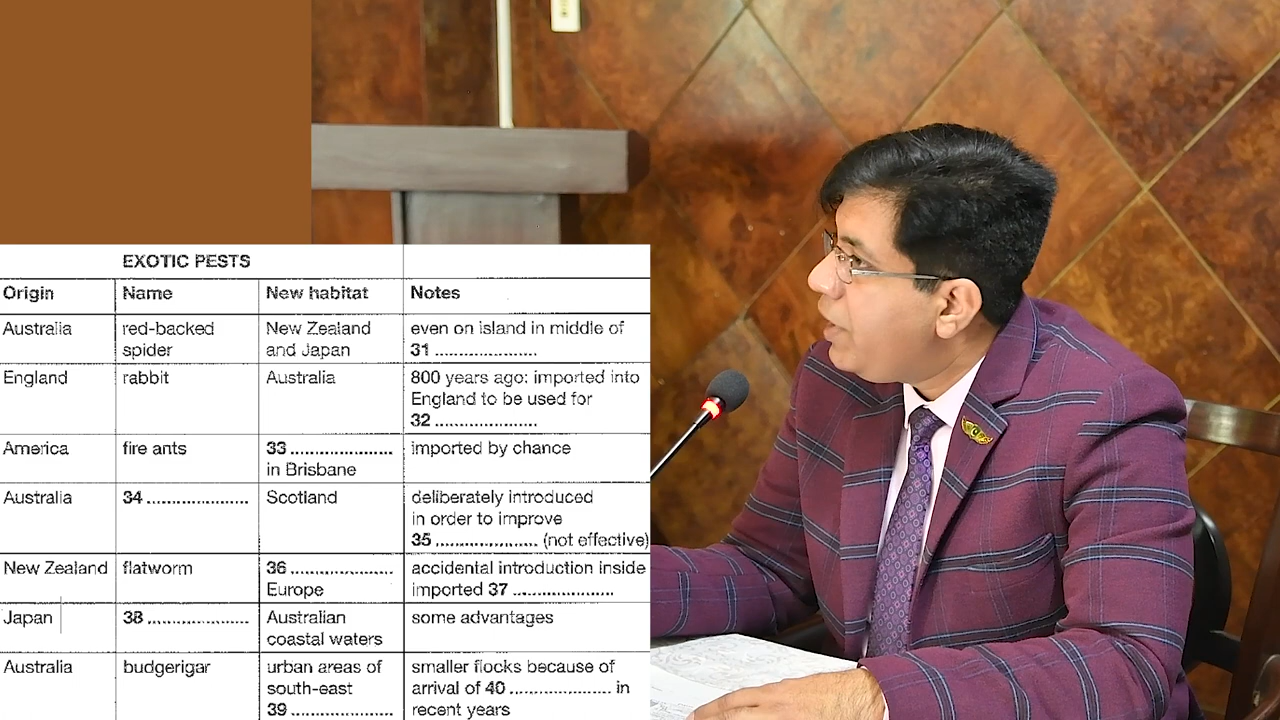 EXOTIC PESTS
Origin Name New habitat Notes
Australia red-backed New Zealand even on island in middle of
spider and Japan 31 ......................
England rabbit Australia 800 years ago: imported into
England to be used for
32 ......................
America fire ants 33 ...................... imported by chance
in Brisbane
Australia 34 ...................... Scotland deliberately introduced
in order to improve
35 ...................... (not effective)
New Zealand flatworm 36 ...................... accidental introduction inside
Europe imported 37 ......................
Japan 38 ...................... Australian some advantages
coastal waters
Australia budgerigar urban areas of smaller flocks because of
south-east arrival of 40 ...................... in
39 ...................... recent years